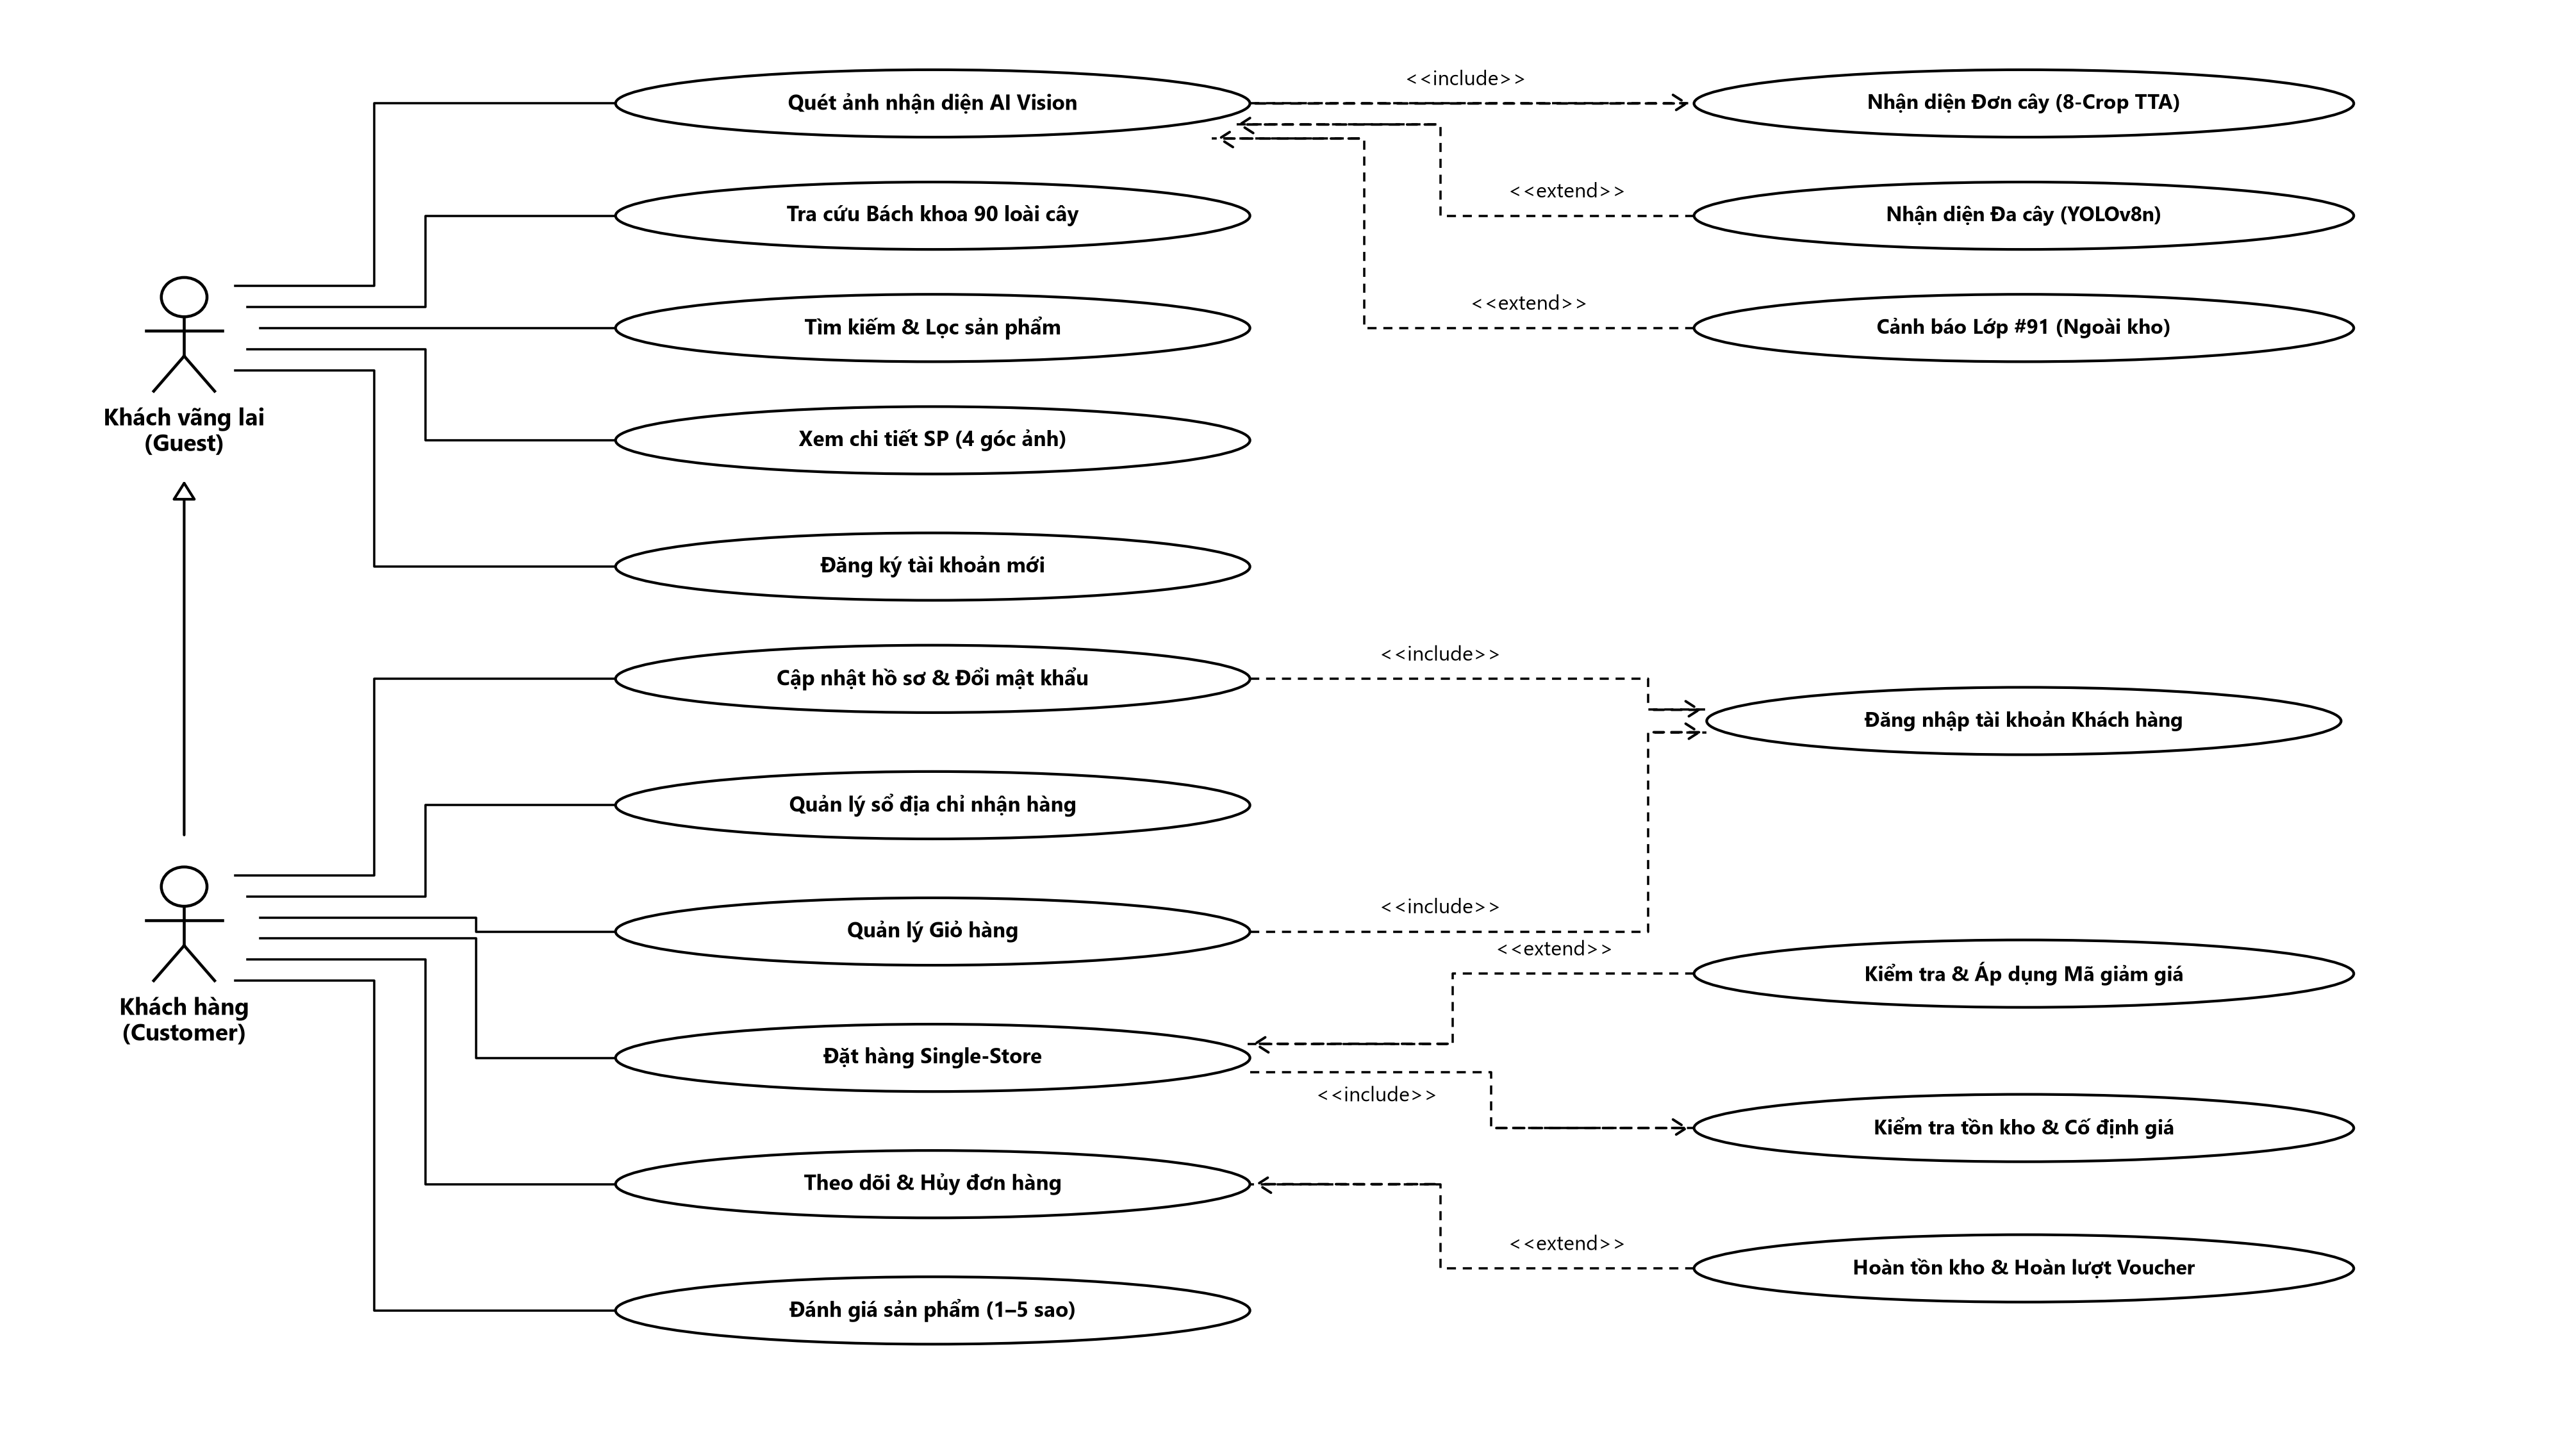 Quét ảnh nhận diện AI Vision
<<include>>
Nhận diện Đơn cây (8-Crop TTA)
Tra cứu Bách khoa 90 loài cây
<<extend>>
Nhận diện Đa cây (YOLOv8n)
Tìm kiếm & Lọc sản phẩm
<<extend>>
Cảnh báo Lớp #91 (Ngoài kho)
Khách vãng lai
(Guest)
Xem chi tiết SP (4 góc ảnh)
Đăng ký tài khoản mới
Cập nhật hồ sơ & Đổi mật khẩu
<<include>>
Đăng nhập tài khoản Khách hàng
Quản lý sổ địa chỉ nhận hàng
Quản lý Giỏ hàng
<<include>>
<<extend>>
Kiểm tra & Áp dụng Mã giảm giá
Khách hàng
(Customer)
Đặt hàng Single-Store
<<include>>
Kiểm tra tồn kho & Cố định giá
Theo dõi & Hủy đơn hàng
<<extend>>
Hoàn tồn kho & Hoàn lượt Voucher
Đánh giá sản phẩm (1–5 sao)